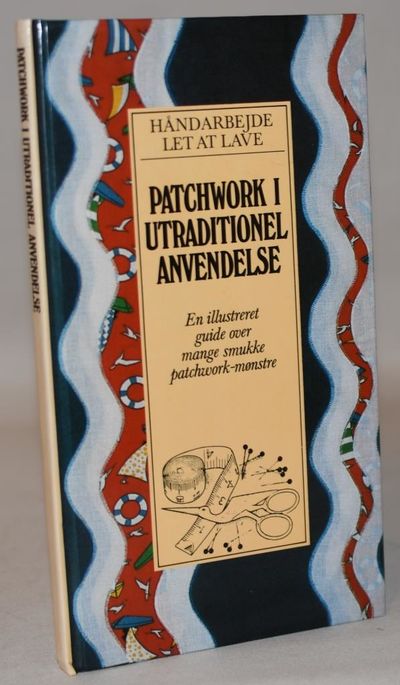 PATCHWORK I UTRADITIONEL ANVENDELSE
HÅNDARBEJDE
LET AT LAVE
PATCHWORK I
UTRADITIONEL
ANVENDELSE
En illustreret
guide over
mange smukke
patchwork-mønstre